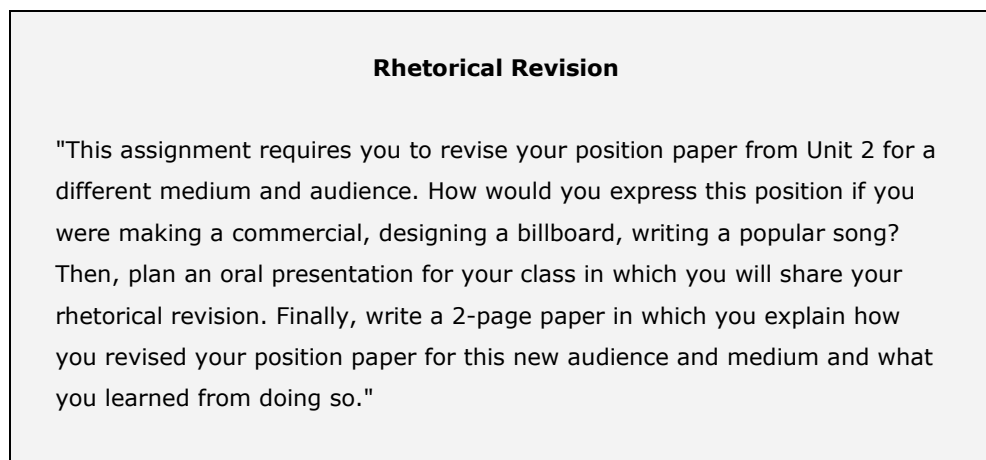 Rhetorical Revision
"This assignment requires you to revise your position paper from Unit 2 for a
different medium and audience. How would you express this position if you
were making a commercial, designing a billboard, writing a popular song?
Then, plan an oral presentation for your class in which you will share your
rhetorical revision. Finally, write a 2-page paper in which you explain how
you revised your position paper for this new audience and medium and what
you learned from doing so."